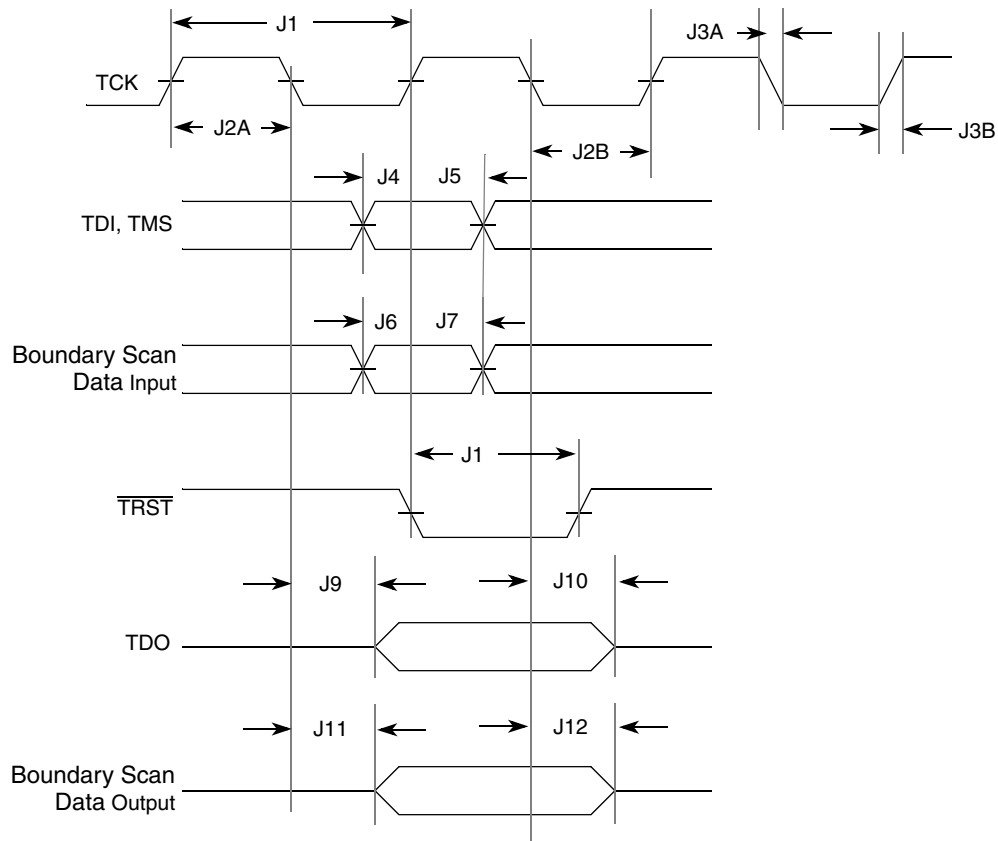 J1
J3A
TCK
J2A
J2B
J3B
J4
J5
TDI, TMS
J6
J7
Boundary Scan
Data Input
J1
TRST
J9
J10
TDO
J11
J12
Boundary Scan
Data Output